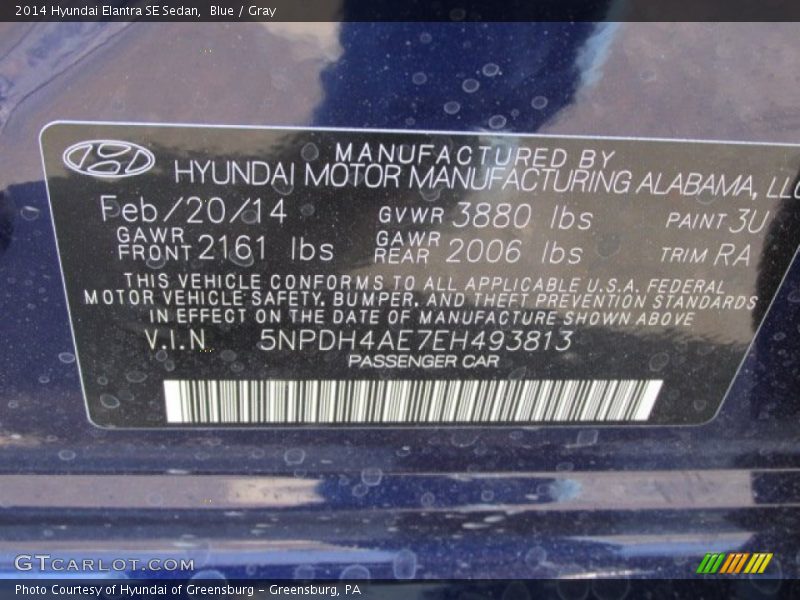 2014 Hyundai Elantra SE Sedan, Blue / Gray
MANUFACTURED BY
HYUNDAI MOTOR MANUFACTURING ALABAMA, LLC
Feb/20/14 GVWR 3880 lbs PAINT 3U
GAWR FRONT 2161 lbs GAWR REAR 2006 lbs TRIM RA
THIS VEHICLE CONFORMS TO ALL APPLICABLE U.S.A. FEDERAL
MOTOR VEHICLE SAFETY, BUMPER, AND THEFT PREVENTION STANDARDS
IN EFFECT ON THE DATE OF MANUFACTURE SHOWN ABOVE
V.I.N 5NPDH4AE7EH493813
PASSENGER CAR
GTCARLOT.COM
Photo Courtesy of Hyundai of Greensburg - Greensburg, PA